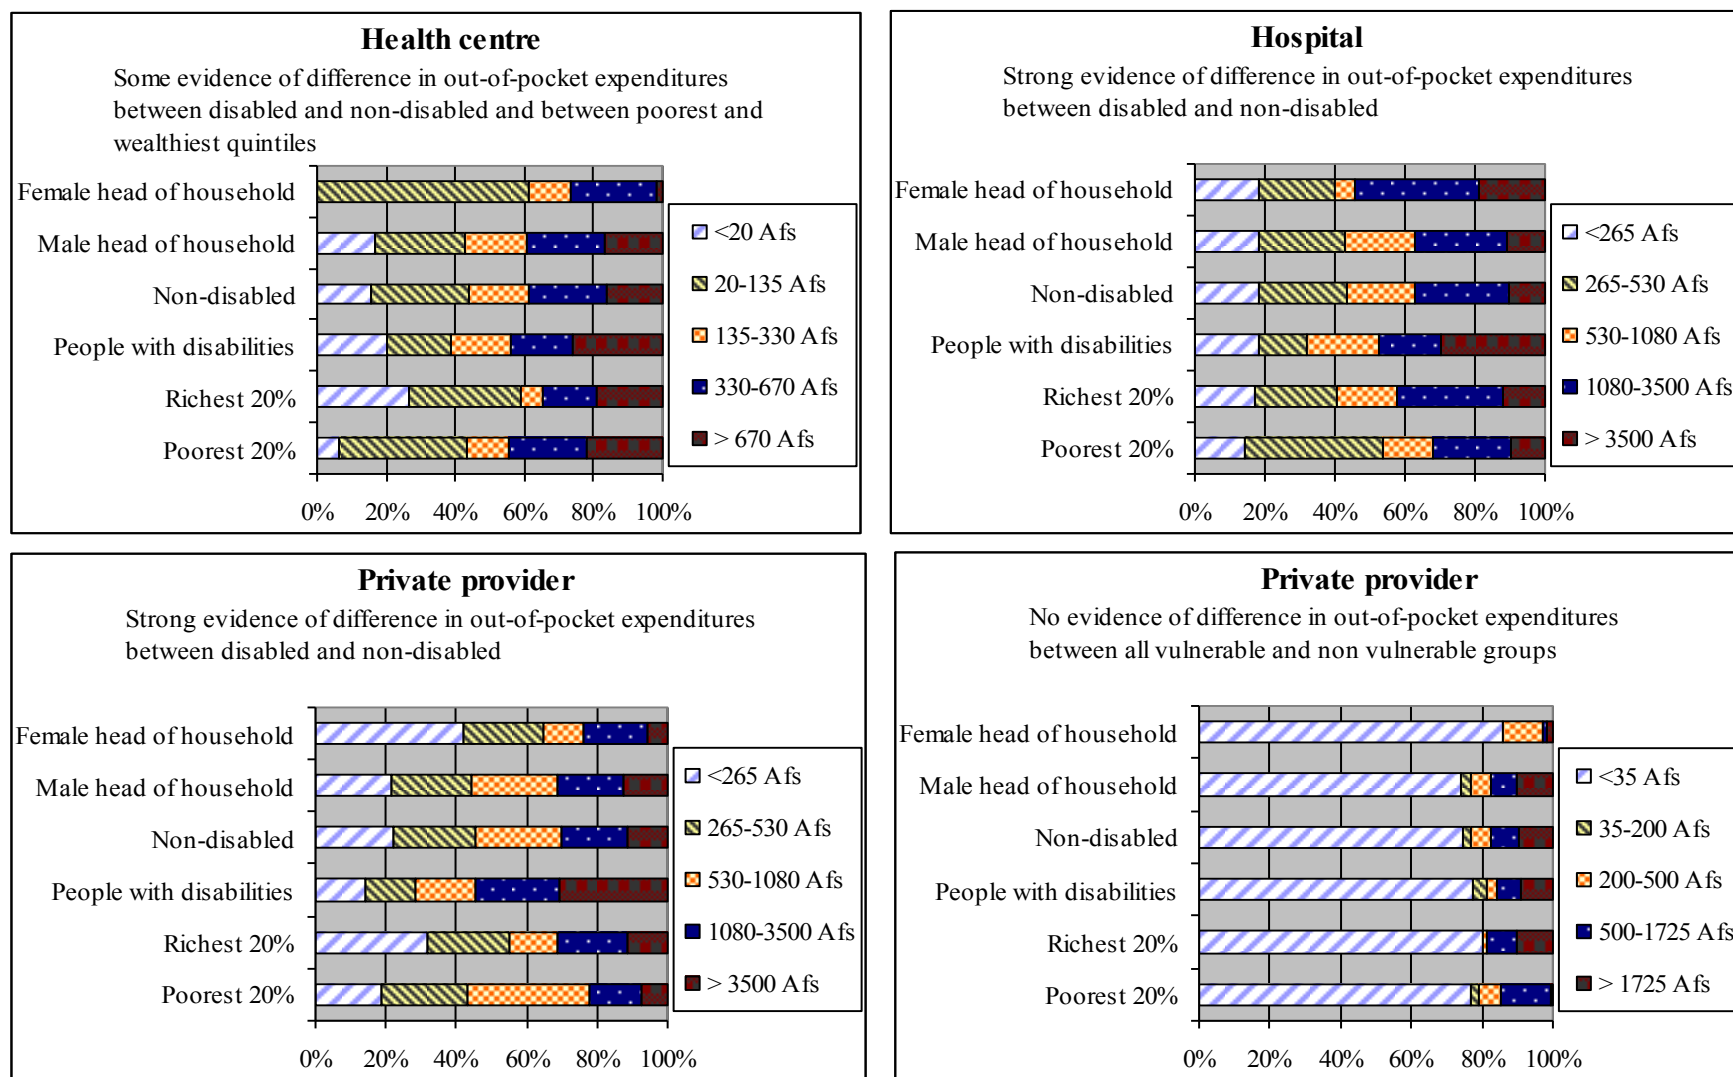 Health centre
Some evidence of difference in out-of-pocket expenditures
between disabled and non-disabled and between poorest and
wealthiest quintiles
Female head of household
Male head of household
Non-disabled
People with disabilities
Richest 20%
Poorest 20%
0% 20% 40% 60% 80% 100%
<20 Afs
20-135 Afs
135-330 Afs
330-670 Afs
> 670 Afs
Hospital
Strong evidence of difference in out-of-pocket expenditures
between disabled and non-disabled
Female head of household
Male head of household
Non-disabled
People with disabilities
Richest 20%
Poorest 20%
0% 20% 40% 60% 80% 100%
<265 Afs
265-530 Afs
530-1080 Afs
1080-3500 Afs
> 3500 Afs
Private provider
Strong evidence of difference in out-of-pocket expenditures
between disabled and non-disabled
Female head of household
Male head of household
Non-disabled
People with disabilities
Richest 20%
Poorest 20%
0% 20% 40% 60% 80% 100%
<265 Afs
265-530 Afs
530-1080 Afs
1080-3500 Afs
> 3500 Afs
Private provider
No evidence of difference in out-of-pocket expenditures
between all vulnerable and non vulnerable groups
Female head of household
Male head of household
Non-disabled
People with disabilities
Richest 20%
Poorest 20%
0% 20% 40% 60% 80% 100%
<35 Afs
35-200 Afs
200-500 Afs
500-1725 Afs
> 1725 Afs